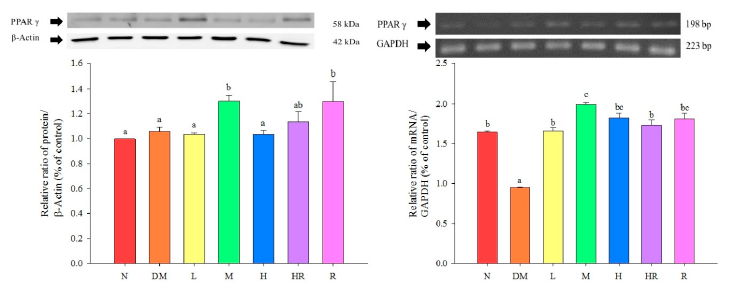 PPAR γ
58 kDa
β-Actin
42 kDa
Relative ratio of protein/
β-Actin (% of control)
1.6
1.4
1.2
1.0
0.8
0.6
0.4
0.2
0.0
a a a b a ab b
N DM L M H HR R
PPAR γ
198 bp
GAPDH
223 bp
Relative ratio of mRNA/
GAPDH (% of control)
2.5
2.0
1.5
1.0
0.5
0.0
b a b c bc b bc
N DM L M H HR R